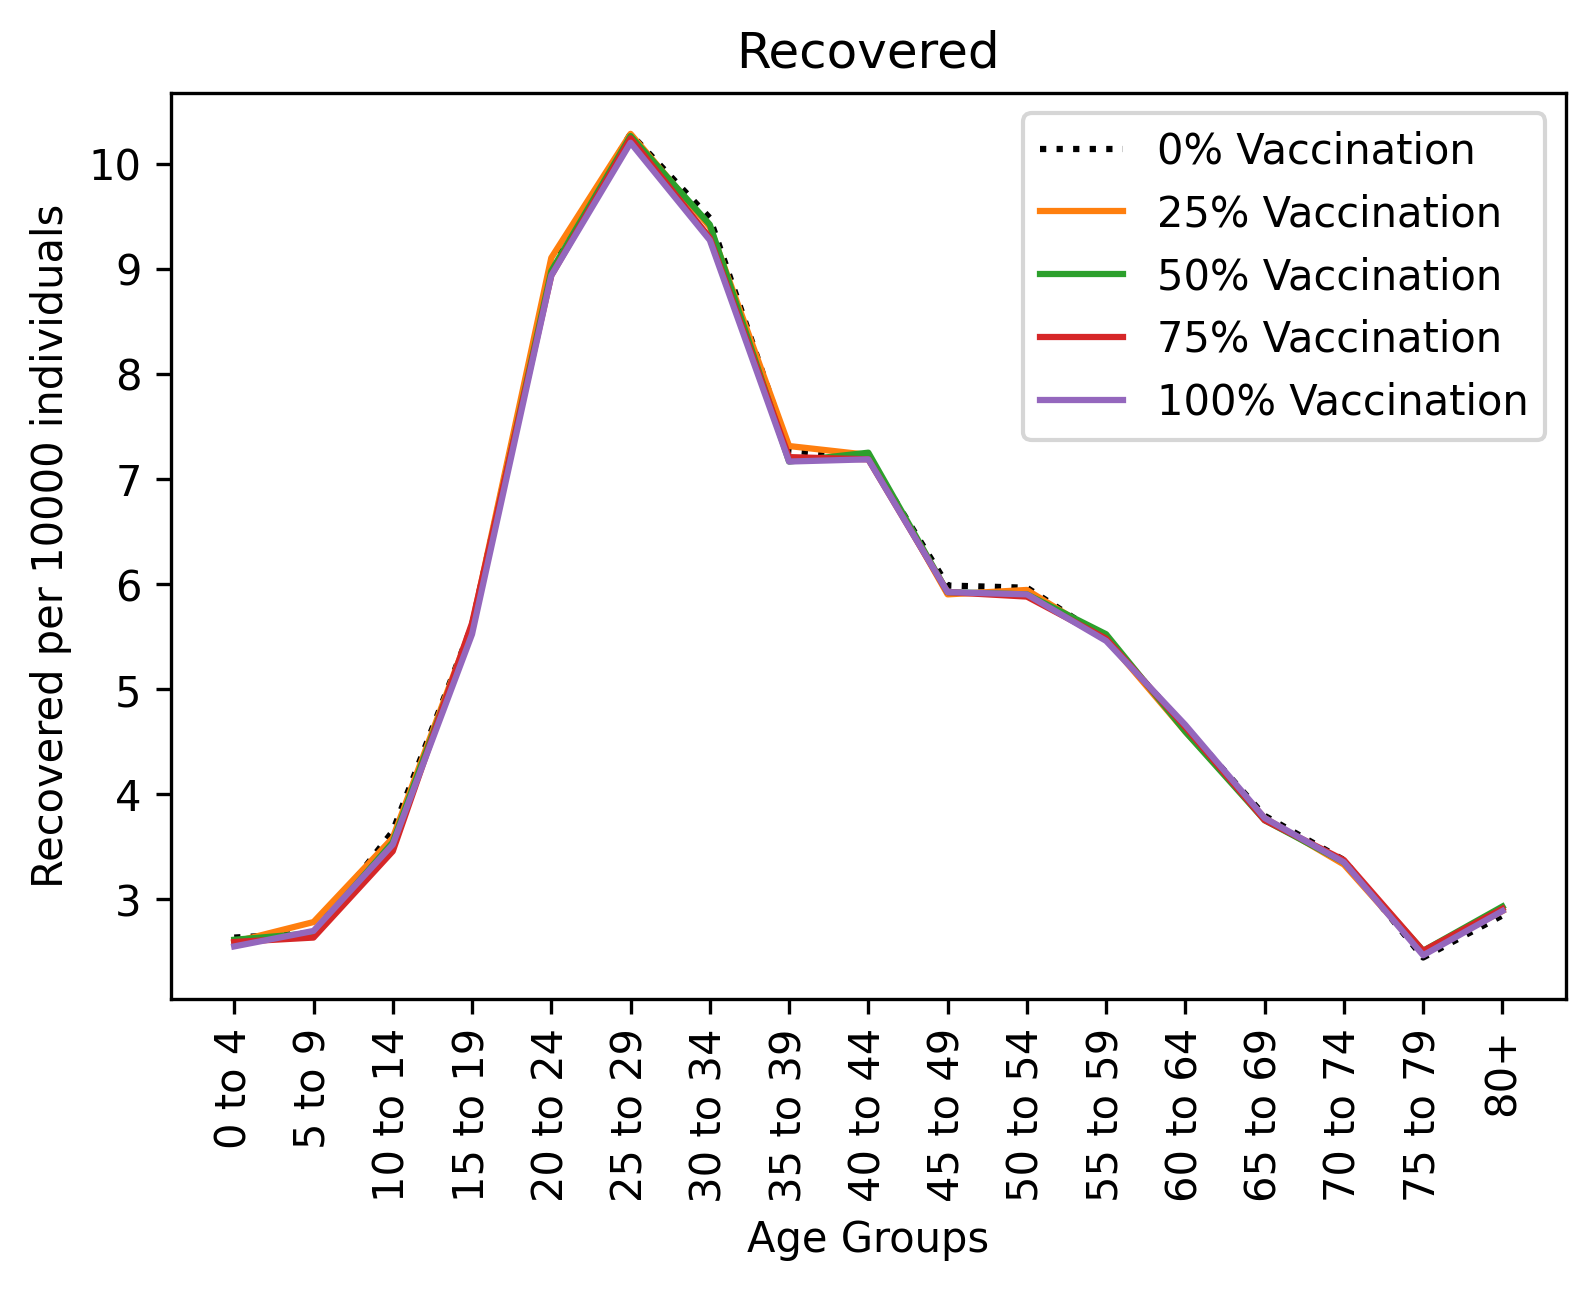 Recovered
0% Vaccination
25% Vaccination
50% Vaccination
75% Vaccination
100% Vaccination
Recovered per 10000 individuals
10
9
8
7
6
5
4
3
0 to 4
5 to 9
10 to 14
15 to 19
20 to 24
25 to 29
30 to 34
35 to 39
40 to 44
45 to 49
50 to 54
55 to 59
60 to 64
65 to 69
70 to 74
75 to 79
80+
Age Groups